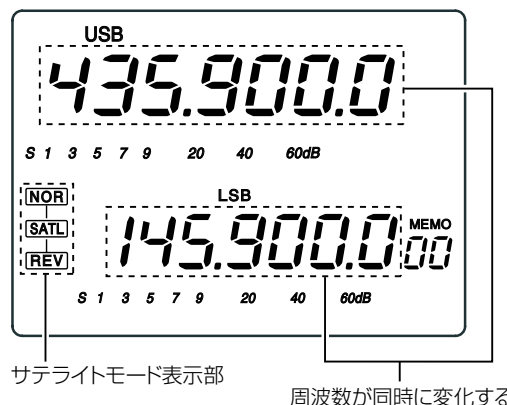 USB
435.900.0
S 1 3 5 7 9 20 40 60dB
NOR
SATL
REV
LSB
145.900.0
MEMO
00
S 1 3 5 7 9 20 40 60dB
サテライトモード表示部
周波数が同時に変化する